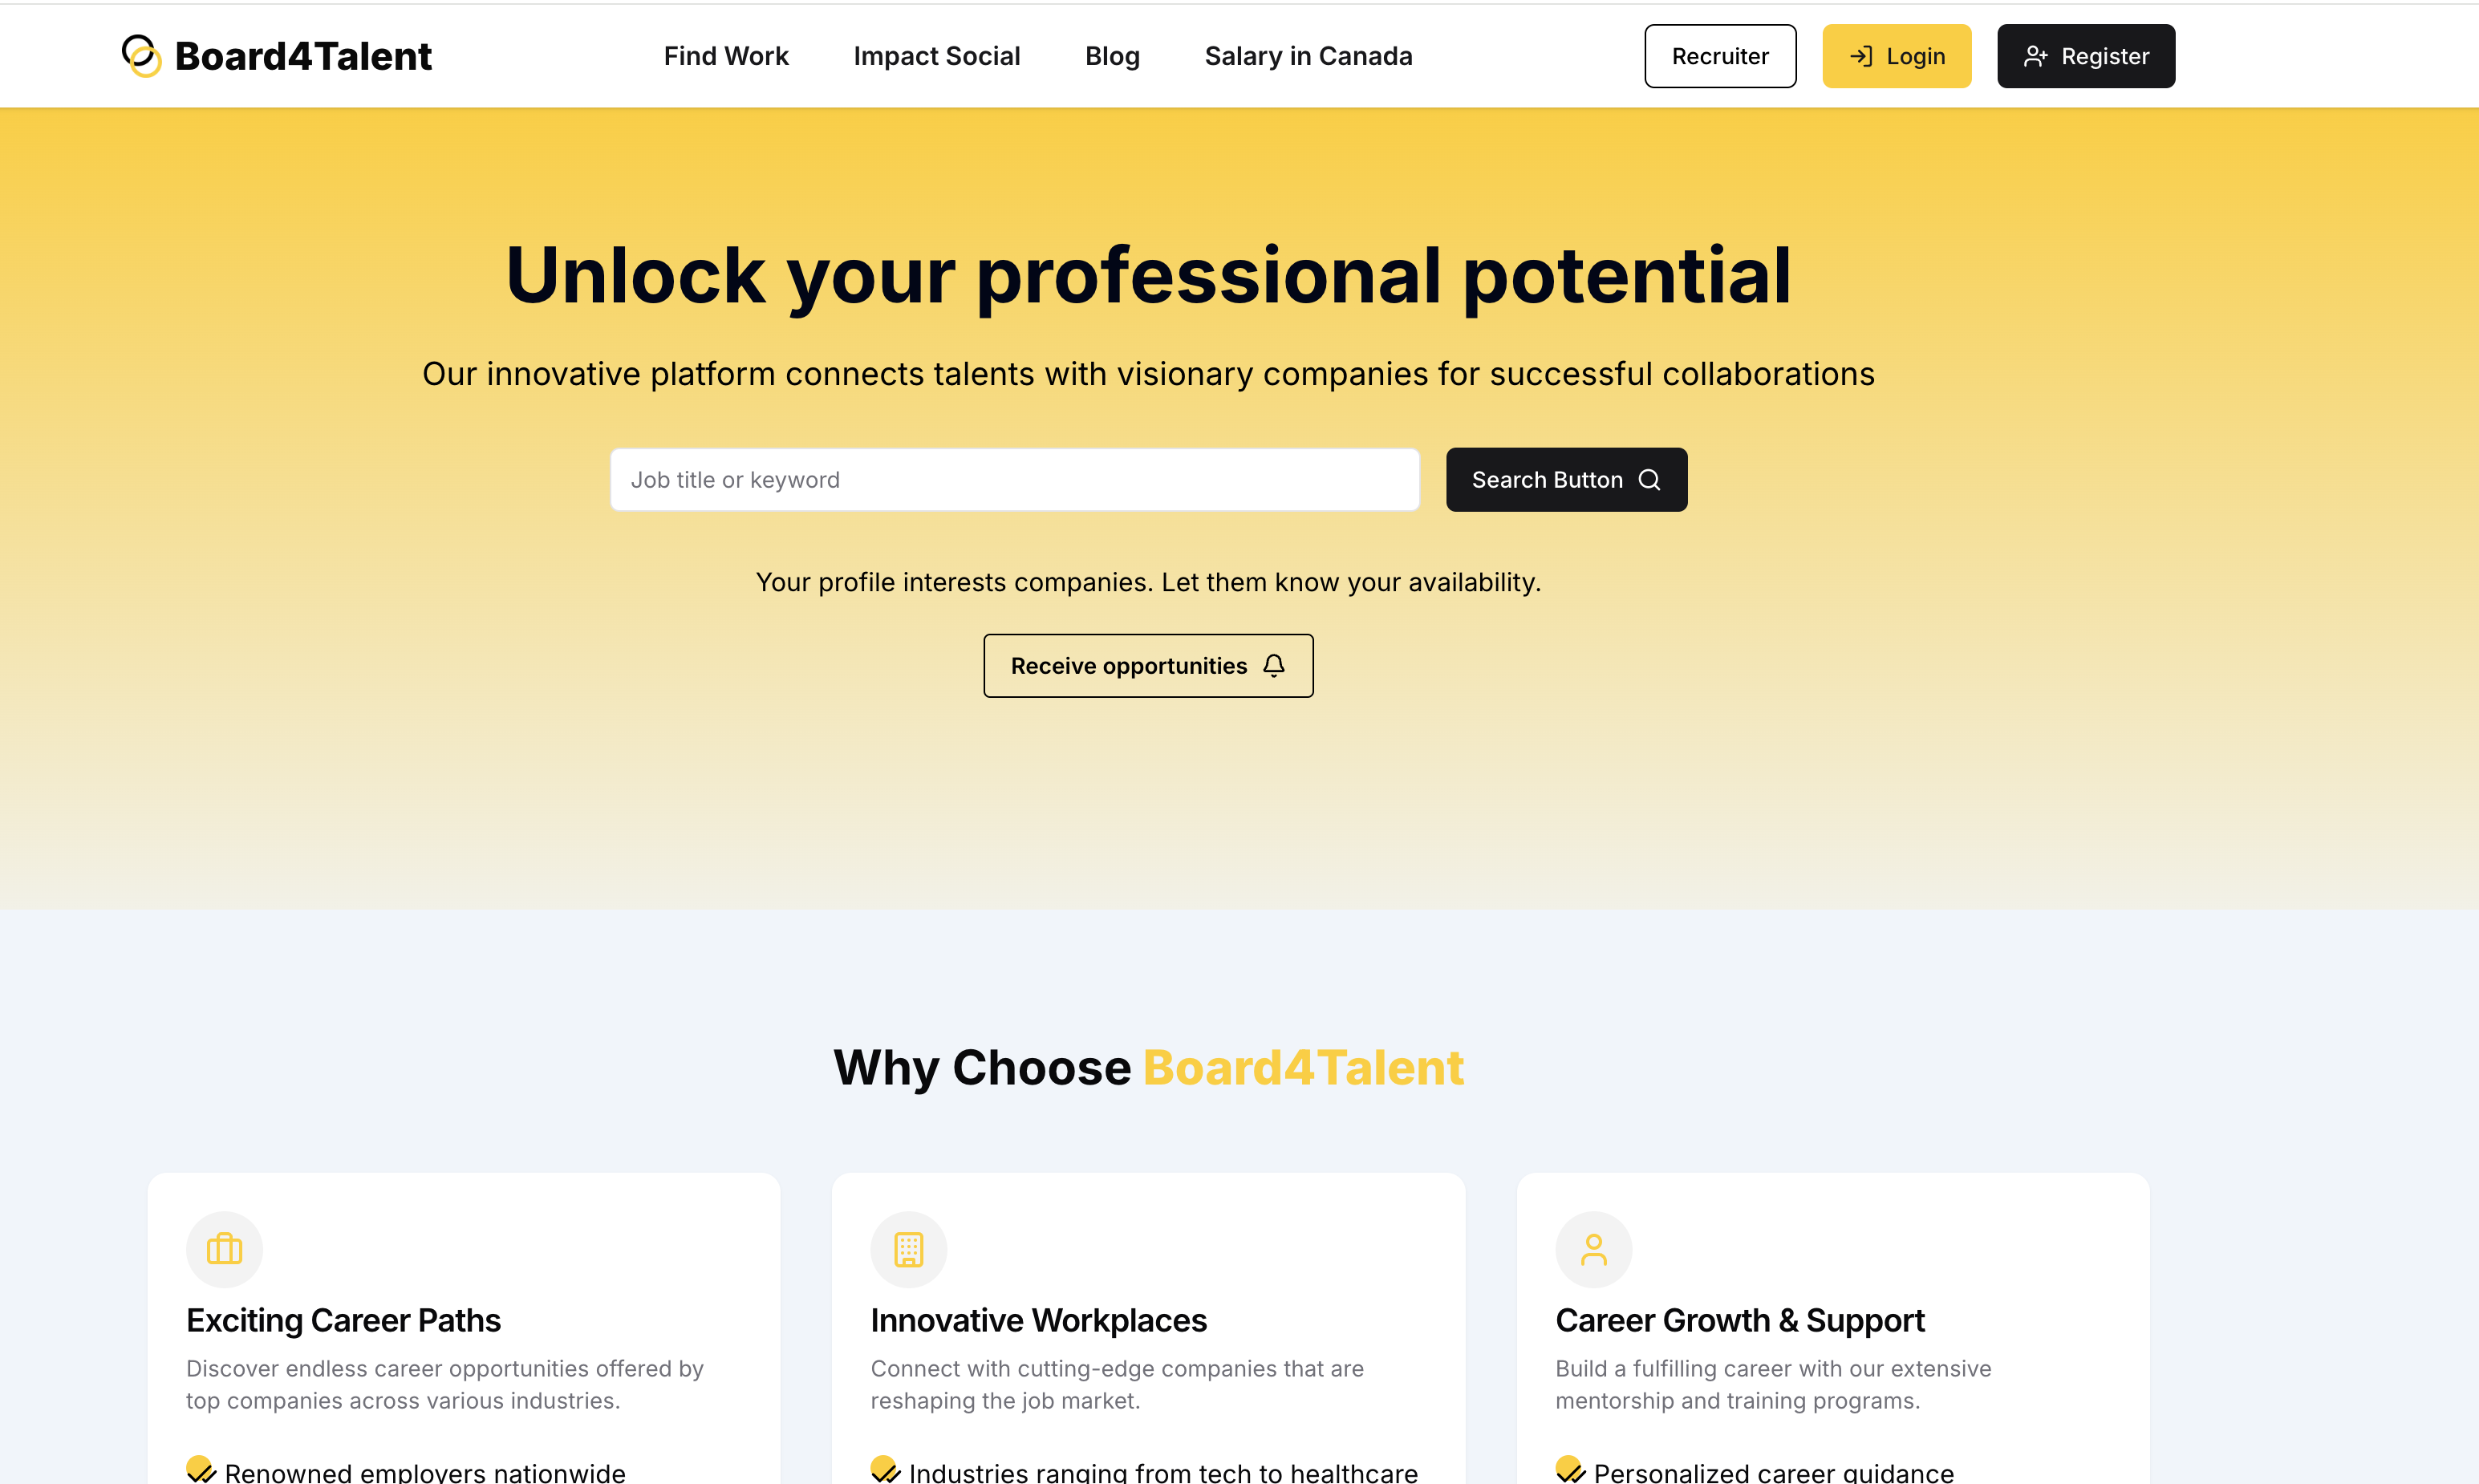 Board4Talent
Find Work
Impact Social
Blog
Salary in Canada
Recruiter
Login
Register
Unlock your professional potential
Our innovative platform connects talents with visionary companies for successful collaborations
Job title or keyword
Search Button
Your profile interests companies. Let them know your availability.
Receive opportunities
Why Choose Board4Talent
Exciting Career Paths
Discover endless career opportunities offered by
top companies across various industries.
Renowned employers nationwide
Innovative Workplaces
Connect with cutting-edge companies that are
reshaping the job market.
Industries ranging from tech to healthcare
Career Growth & Support
Build a fulfilling career with our extensive
mentorship and training programs.
Personalized career guidance